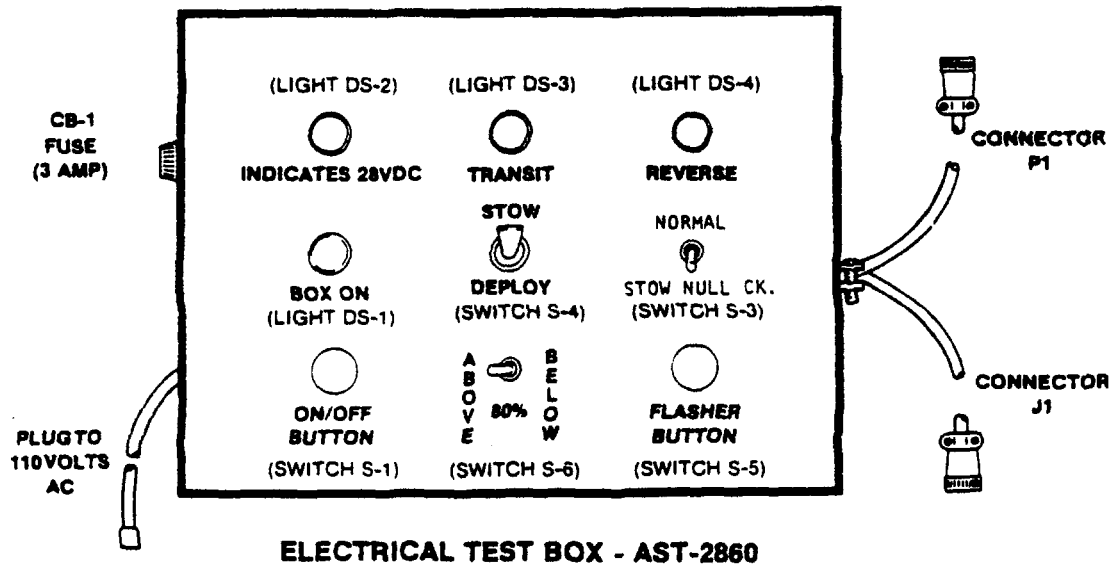 (LIGHT DS-2)
(LIGHT DS-3)
(LIGHT DS-4)
CB-1
FUSE
(3 AMP)
INDICATES 28VDC
TRANSIT
REVERSE
CONNECTOR
P1
STOW
DEPLOY
(SWITCH S-4)
NORMAL
STOW NULL CK.
(SWITCH S-3)
BOX ON
(LIGHT DS-1)
ABOVE
80%
BELOW
ON/OFF
BUTTON
(SWITCH S-1)
(SWITCH S-6)
FLASHER
BUTTON
(SWITCH S-5)
CONNECTOR
J1
PLUG TO
110 VOLTS
AC
ELECTRICAL TEST BOX - AST-2860